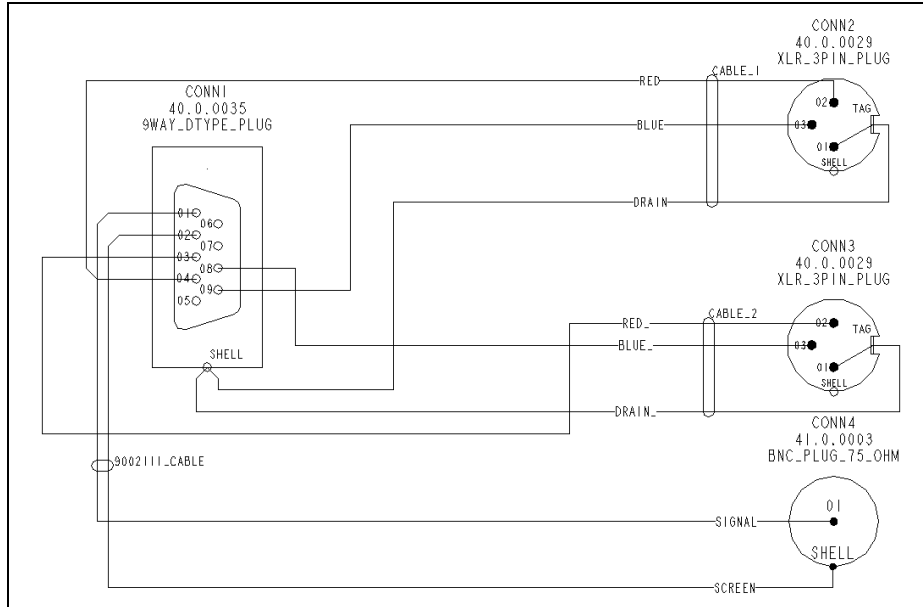 CONN2
40.0.0029
XLR_3PIN_PLUG
CABLE_1
RED
02
TAG
CONN1
40.0.0035
9WAY_DTYPE_PLUG
BLUE
03
01
SHELL
DRAIN
01
06
02
07
03
08
04
09
05
CONN3
40.0.0029
XLR_3PIN_PLUG
CABLE_2
RED_
02
TAG
BLUE_
03
SHELL
01
SHELL
DRAIN_
CONN4
41.0.0003
BNC_PLUG_75_OHM
9002111_CABLE
01
SIGNAL
SHELL
SCREEN